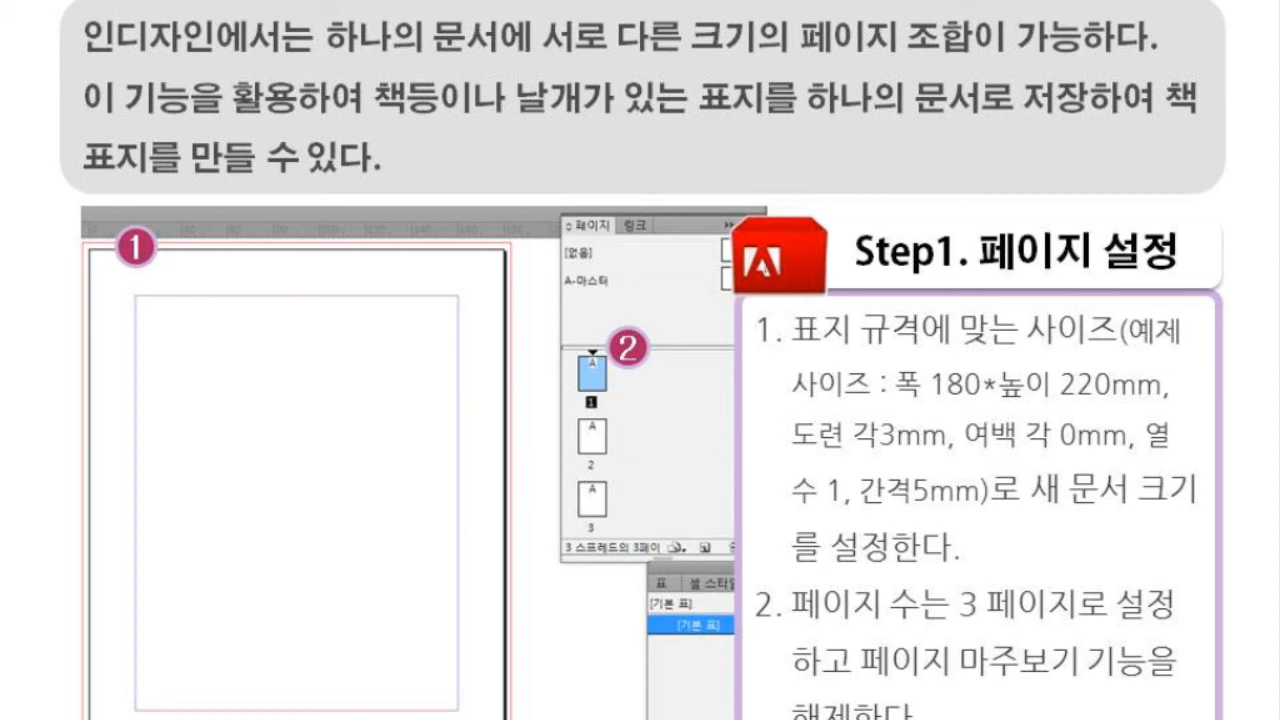 인디자인에서는 하나의 문서에 서로 다른 크기의 페이지 조합이 가능하다.
이 기능을 활용하여 책등이나 날개가 있는 표지를 하나의 문서로 저장하여 책
표지를 만들 수 있다.
1
페이지 링크
[없음]
A-마스터
2
A
1
A
2
A
3
3 스프레드의 3페이
표 셀 스타일
[기본 표]
[기본 표]
Step1. 페이지 설정
1. 표지 규격에 맞는 사이즈(예제
사이즈 : 폭 180*높이 220mm,
도련 각3mm, 여백 각 0mm, 열
수 1, 간격5mm)로 새 문서 크기
를 설정한다.
2. 페이지 수는 3 페이지로 설정
하고 페이지 마주보기 기능을
해제한다